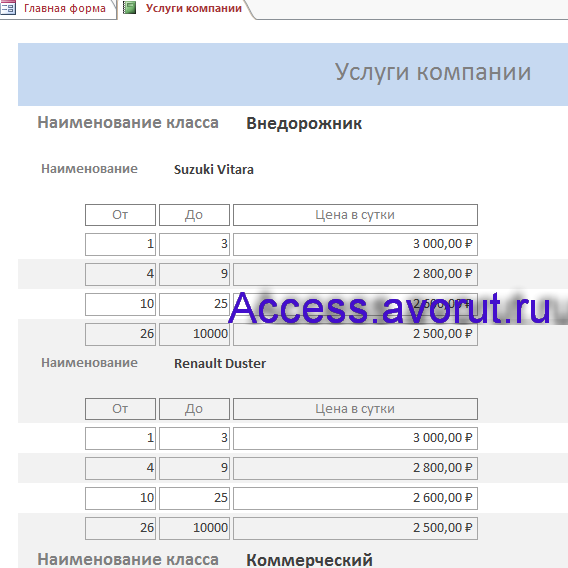 Главная форма Услуги компании
Услуги компании
Наименование класса Внедорожник
Наименование Suzuki Vitara
От До Цена в сутки
1 3 3 000,00 ₽
4 9 2 800,00 ₽
10 25 2 600,00 ₽
Access.avorut.ru
26 10000 2 500,00 ₽
Наименование Renault Duster
От До Цена в сутки
1 3 3 000,00 ₽
4 9 2 800,00 ₽
10 25 2 600,00 ₽
26 10000 2 500,00 ₽
Наименование класса Коммерческий